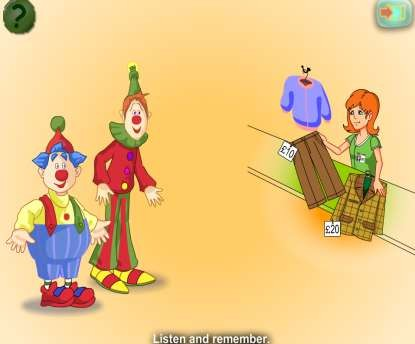 ?
£10
£20
Listen and remember.